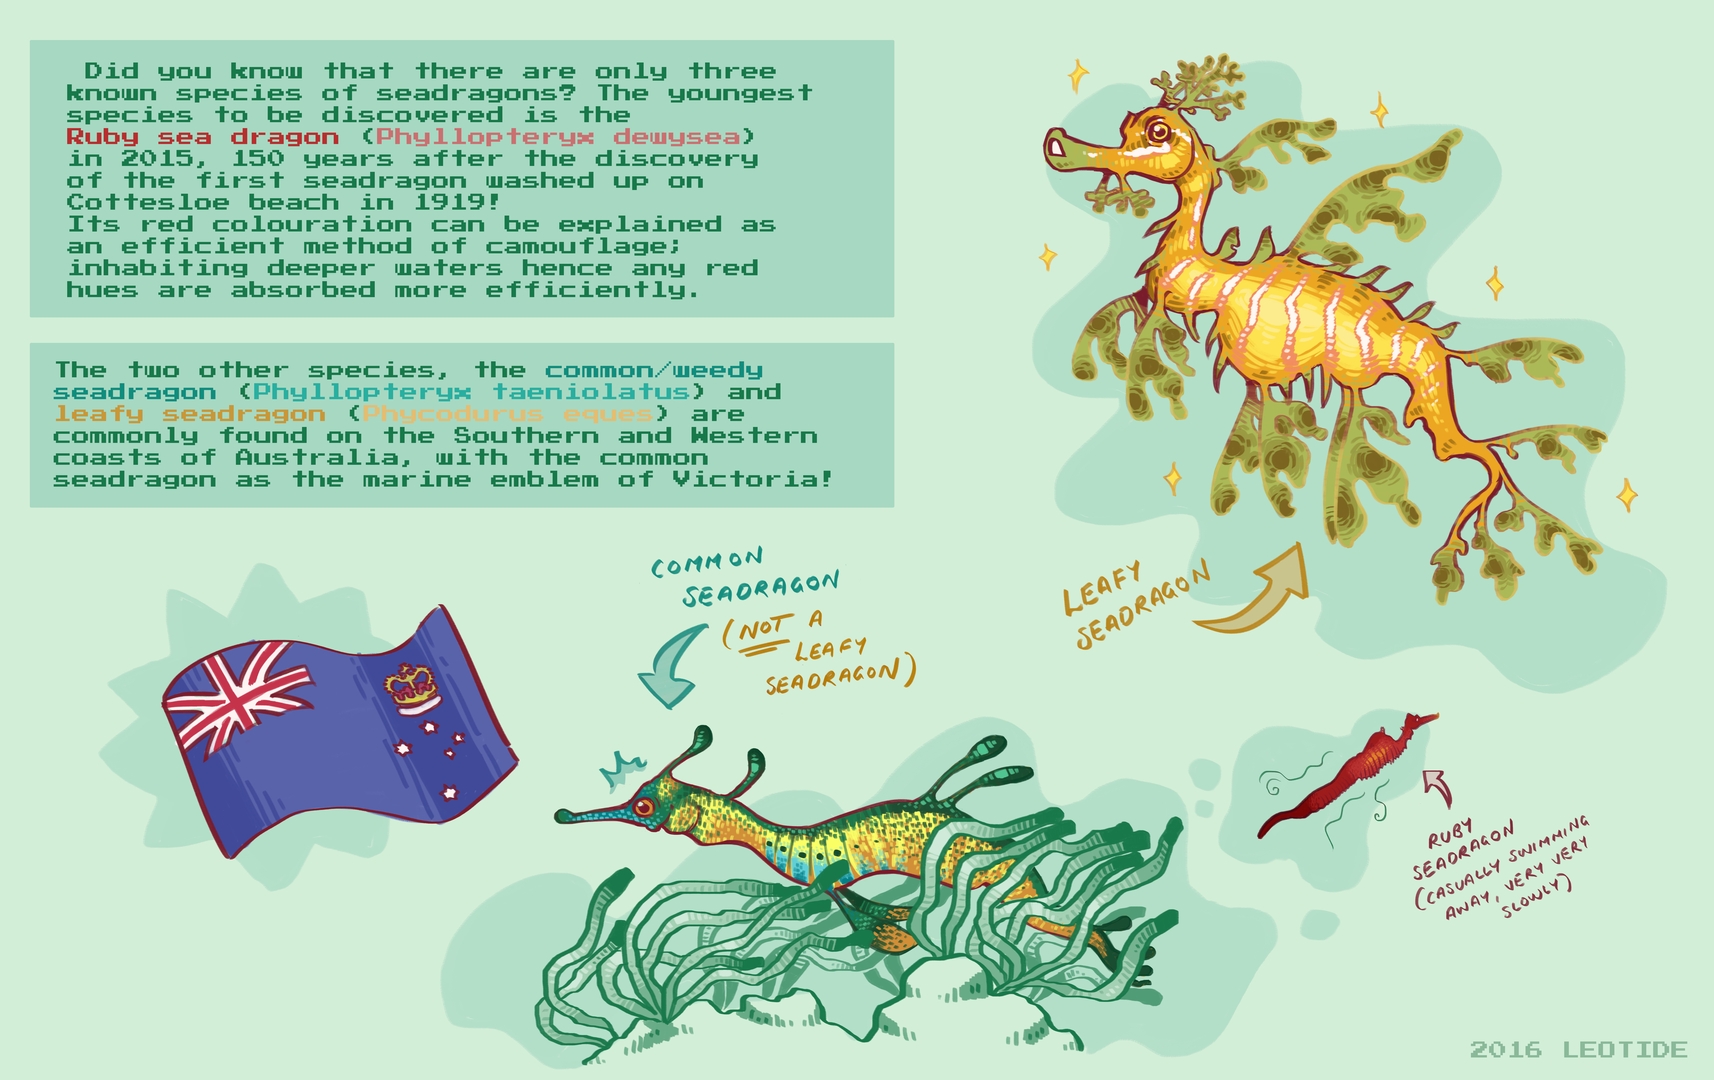 Did you know that there are only three
known species of seadragons? The youngest
species to be discovered is the
Ruby sea dragon (Phyllopteryx dewysea)
in 2015, 150 years after the discovery
of the first seadragon washed up on
Cottesloe beach in 1919!
Its red colouration can be explained as
an efficient method of camouflage;
inhabiting deeper waters hence any red
hues are absorbed more efficiently.
The two other species, the common/weedy
seadragon (Phyllopteryx taeniolatus) and
leafy seadragon (Phycodurus eques) are
commonly found on the Southern and Western
coasts of Australia, with the common
seadragon as the marine emblem of Victoria!
COMMON
SEADRAGON
(NOT A
LEAFY
SEADRAGON)
LEAFY
SEADRAGON
RUBY
SEADRAGON
(CASUALLY SWIMMING
AWAY, VERY VERY
SLOWLY)
2016 LEOTIDE